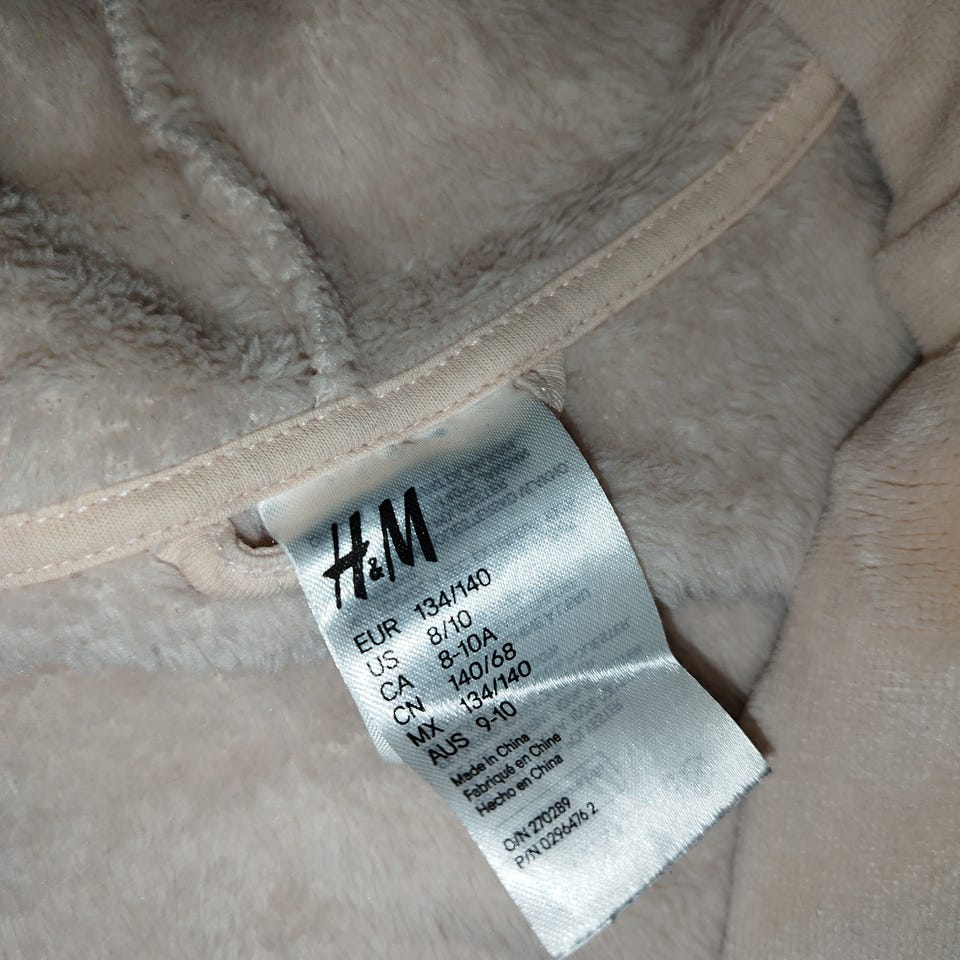 H&M
EUR 134/140
US 8/10
CA 8-10A
CN 140/68
MX 134/140
AUS 9-10
Made in China
Fabriqué en Chine
Hecho en China
O/N 270289
P/N 0296476 2